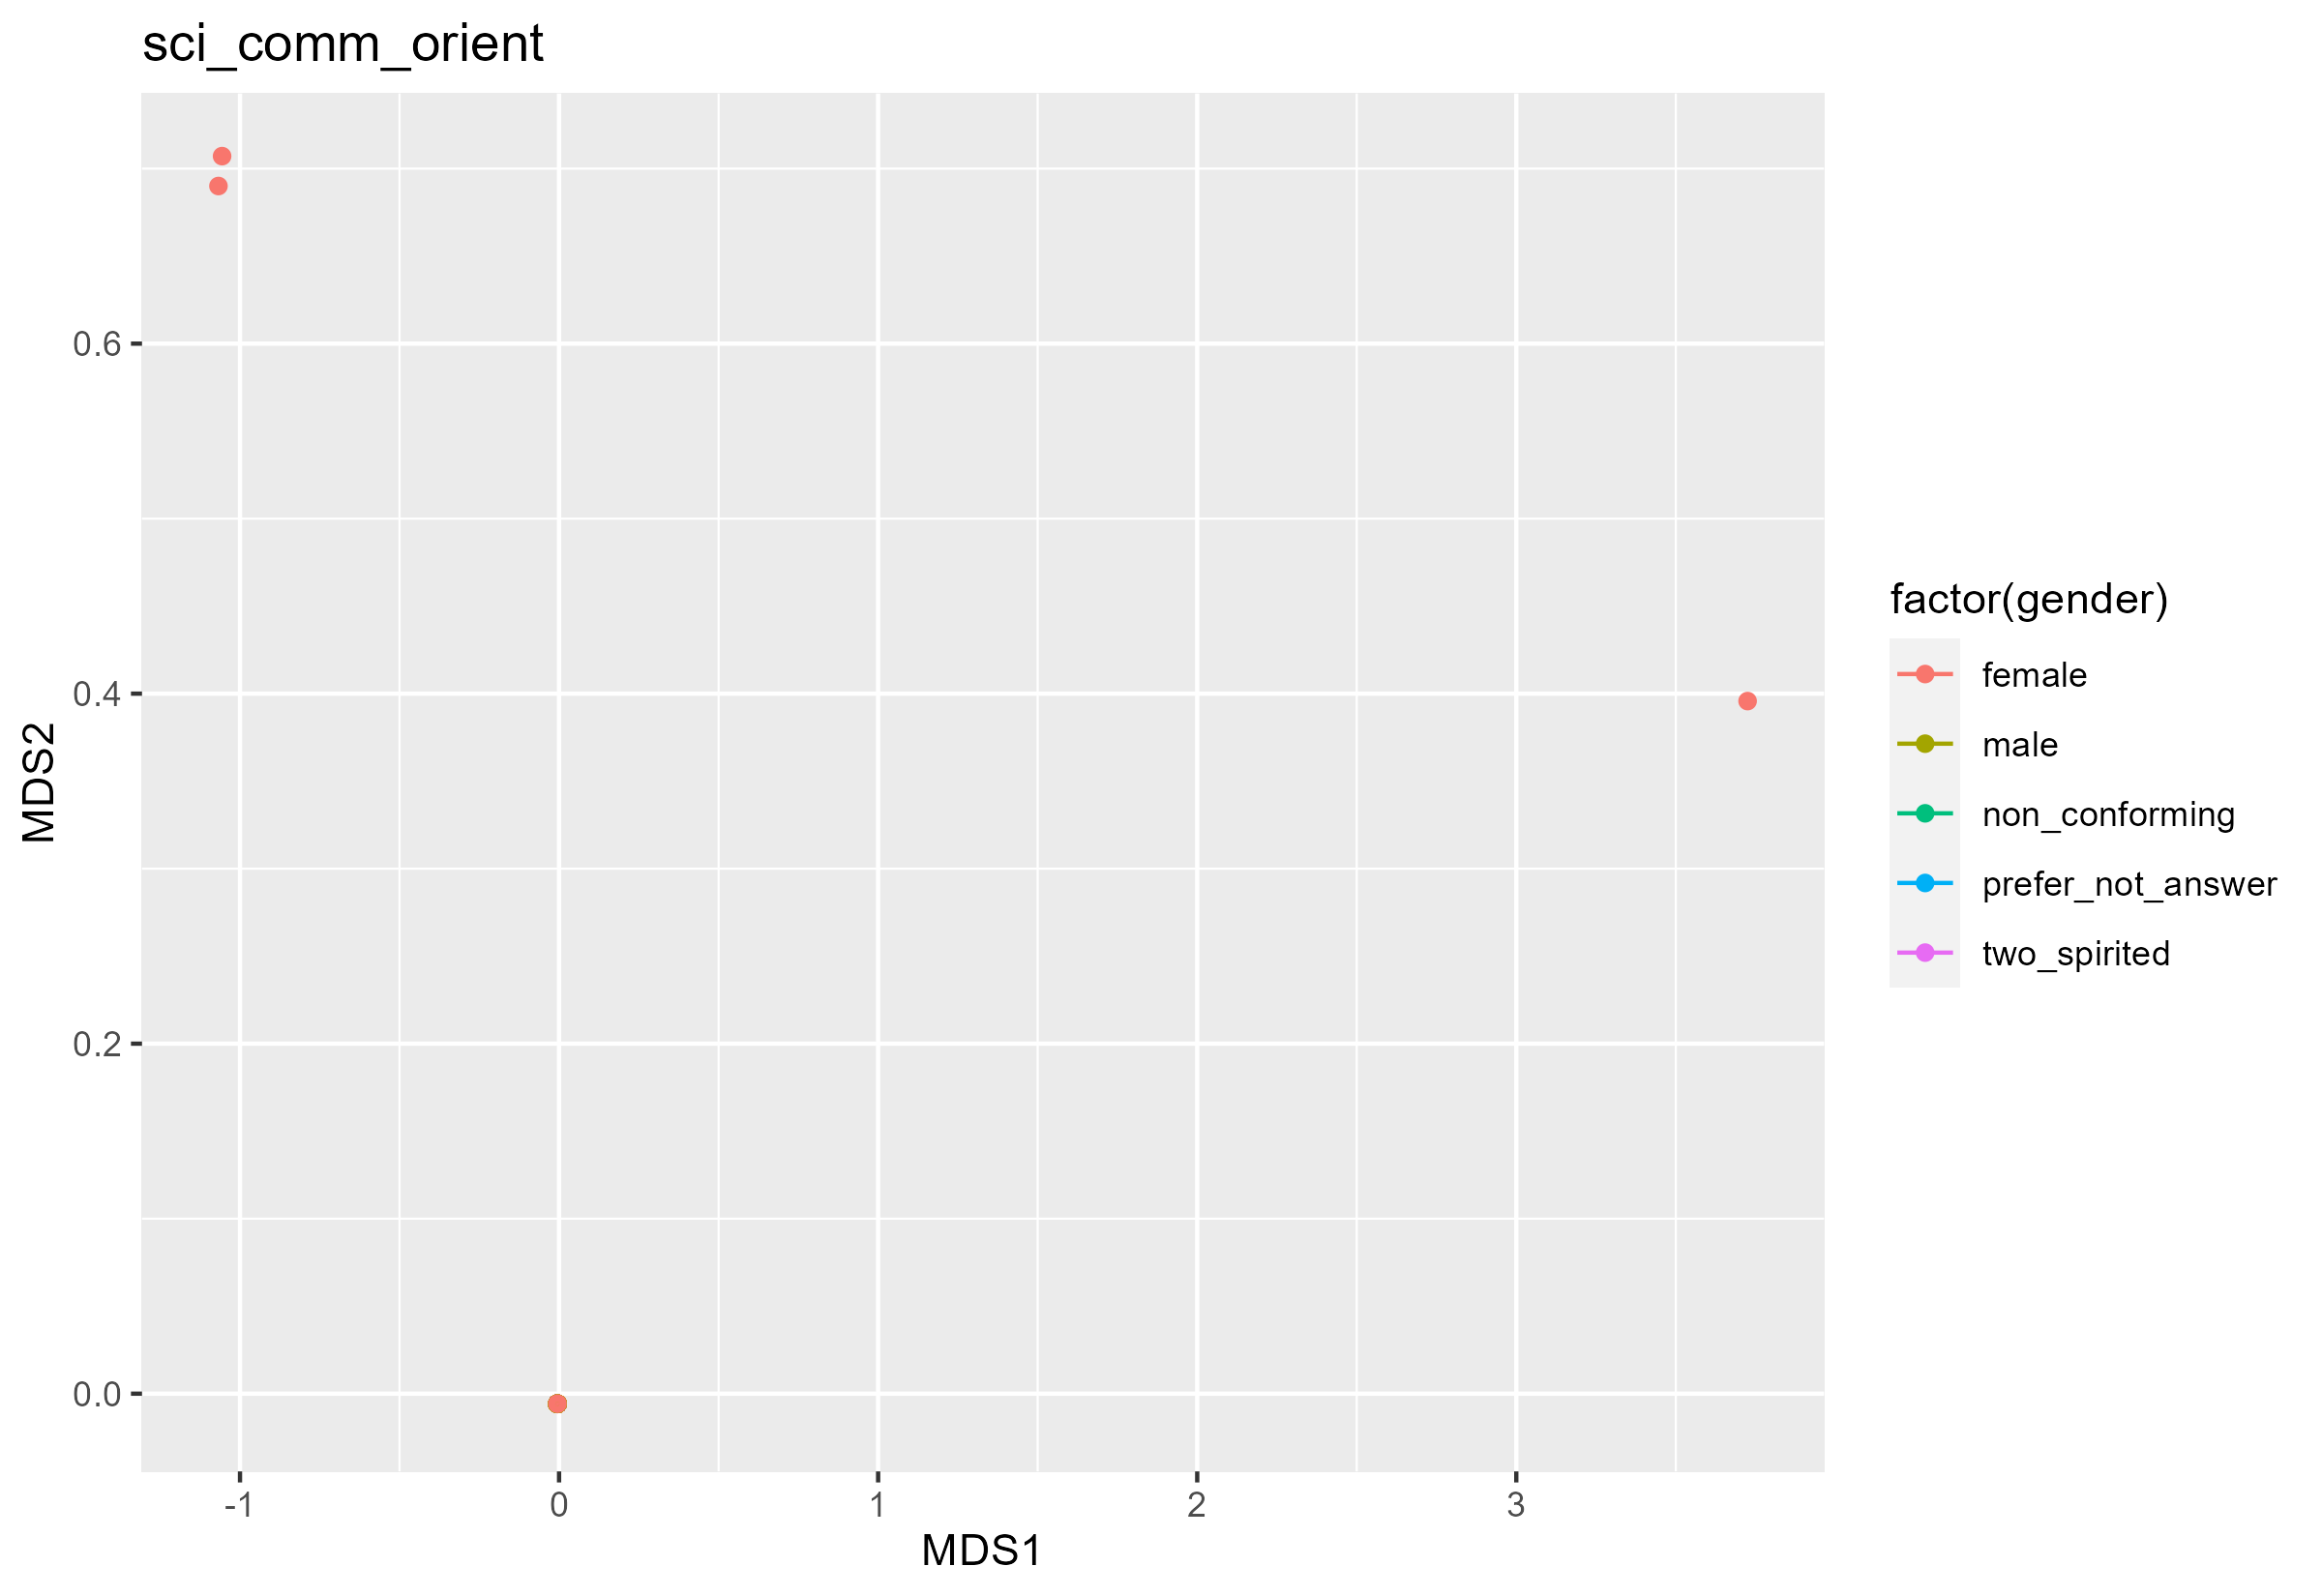 sci_comm_orient
MDS2
0.6
0.4
0.2
0.0
-1 0 1 2 3
MDS1
factor(gender)
female
male
non_conforming
prefer_not_answer
two_spirited